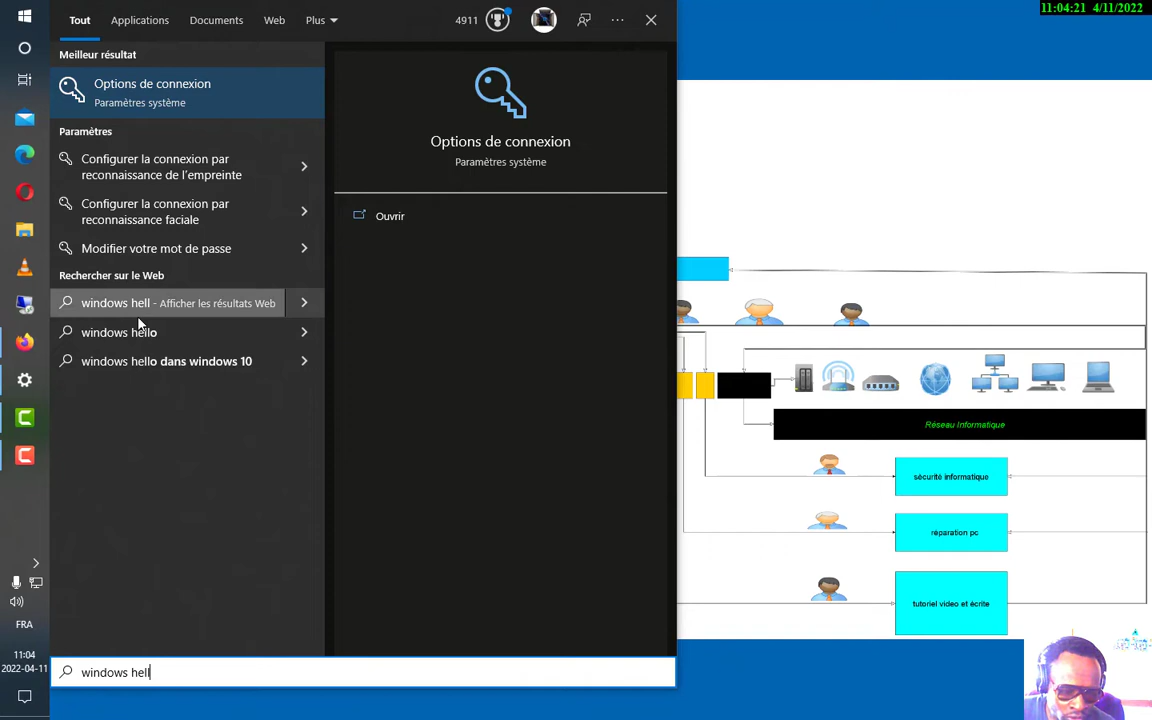 Tout Applications Documents Web Plus 4911 ... 11:04:21 4/11/2022
Meilleur résultat
Options de connexion
Paramètres système
Paramètres
Configurer la connexion par
reconnaissance de l'empreinte
Configurer la connexion par
reconnaissance faciale
Modifier votre mot de passe
Rechercher sur le Web
windows hell - Afficher les résultats Web
windows hello
windows hello dans windows 10
Options de connexion
Paramètres système
Ouvrir
Réseau Informatique
sécurité informatique
réparation pc
tutoriel video et écrite
FRA
11:04
2022-04-11
windows hell